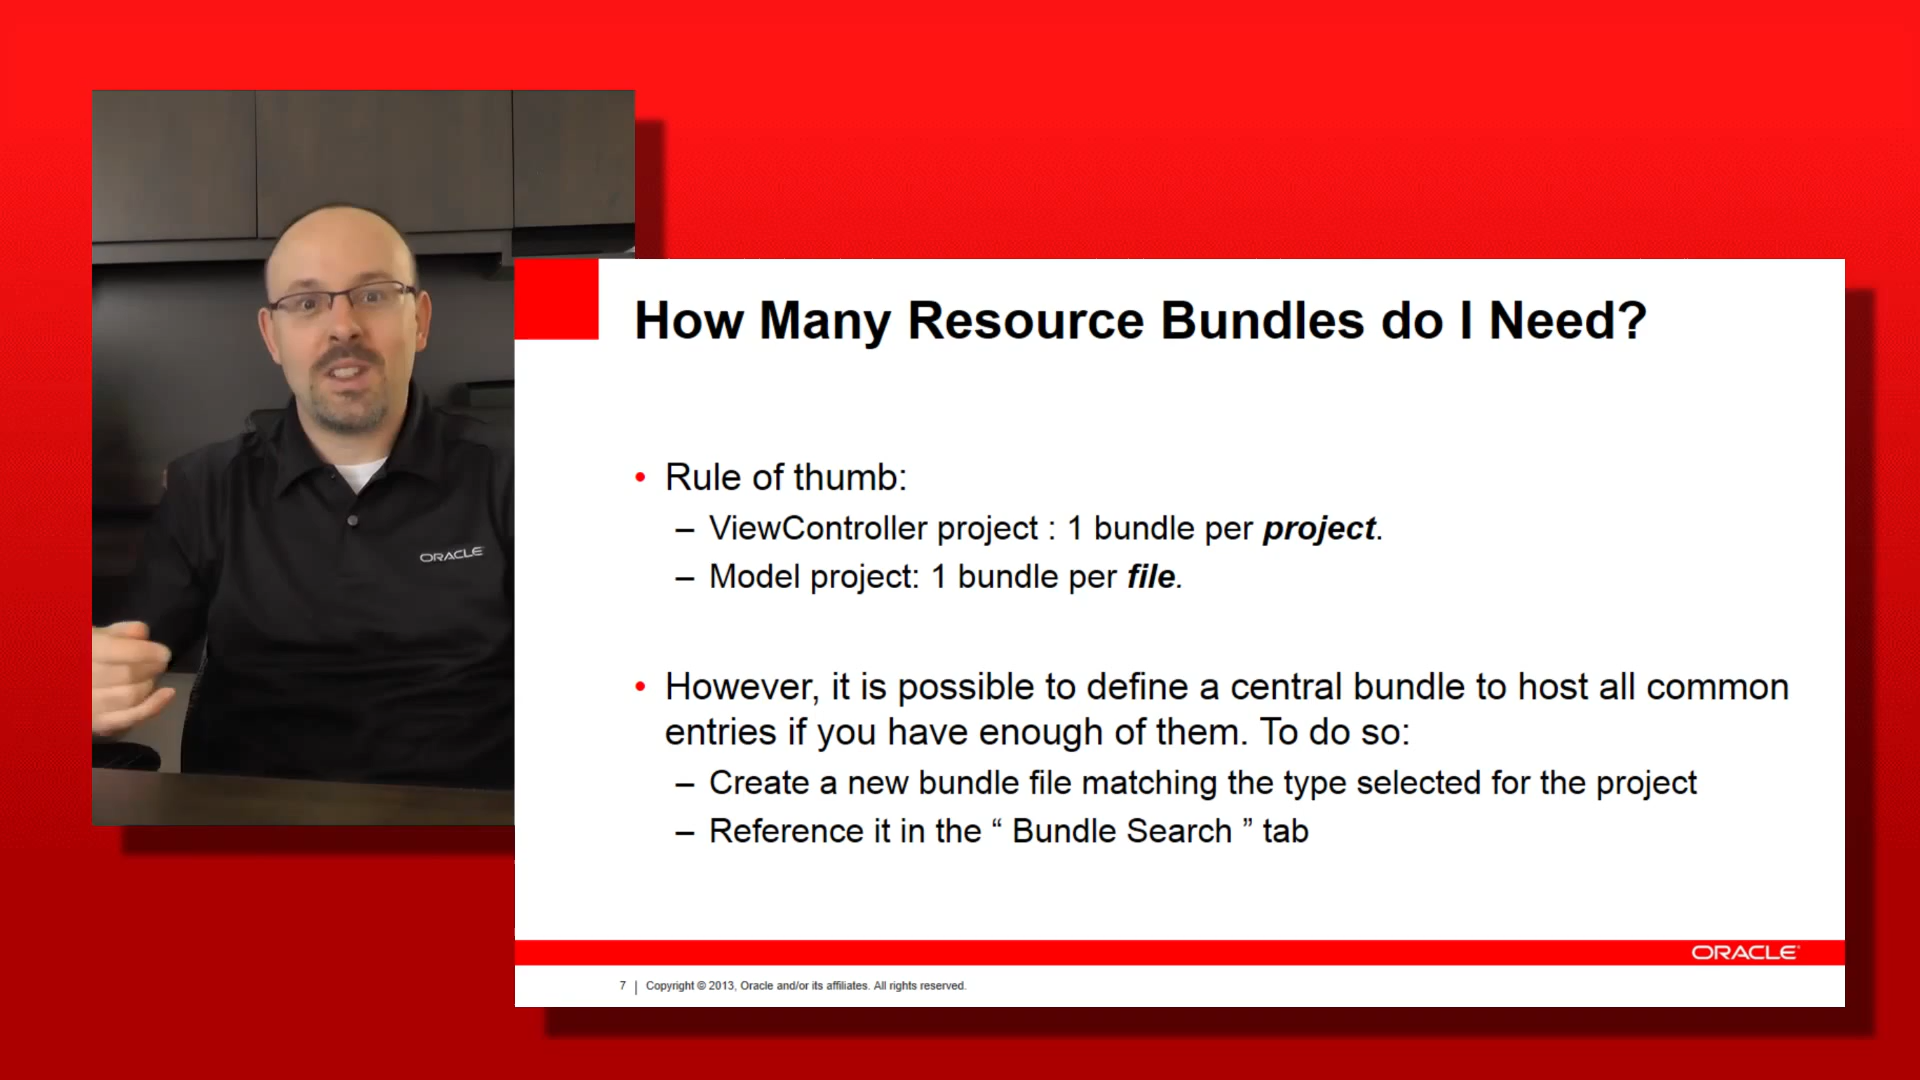 How Many Resource Bundles do I Need?
• Rule of thumb:
– ViewController project : 1 bundle per project.
– Model project: 1 bundle per file.
• However, it is possible to define a central bundle to host all common
entries if you have enough of them. To do so:
– Create a new bundle file matching the type selected for the project
– Reference it in the “ Bundle Search ” tab
ORACLE
ORACLE
7 | Copyright © 2013, Oracle and/or its affiliates. All rights reserved.